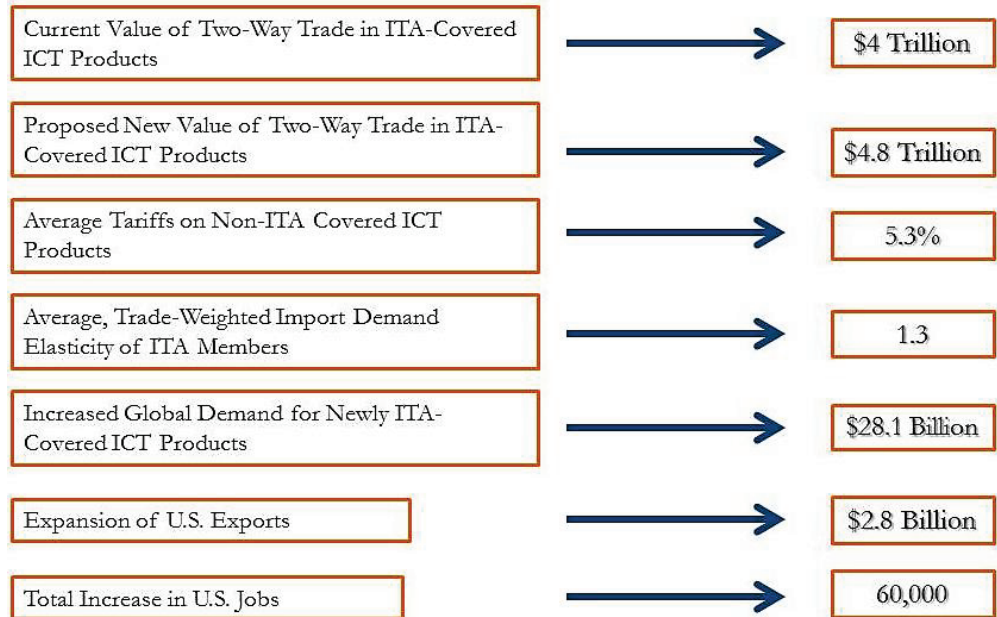 Current Value of Two-Way Trade in ITA-Covered
ICT Products
$4 Trillion
Proposed New Value of Two-Way Trade in ITA-
Covered ICT Products
$4.8 Trillion
Average Tariffs on Non-ITA Covered ICT
Products
5.3%
Average, Trade-Weighted Import Demand
Elasticity of ITA Members
1.3
Increased Global Demand for Newly ITA-
Covered ICT Products
$28.1 Billion
Expansion of U.S. Exports
$2.8 Billion
Total Increase in U.S. Jobs
60,000